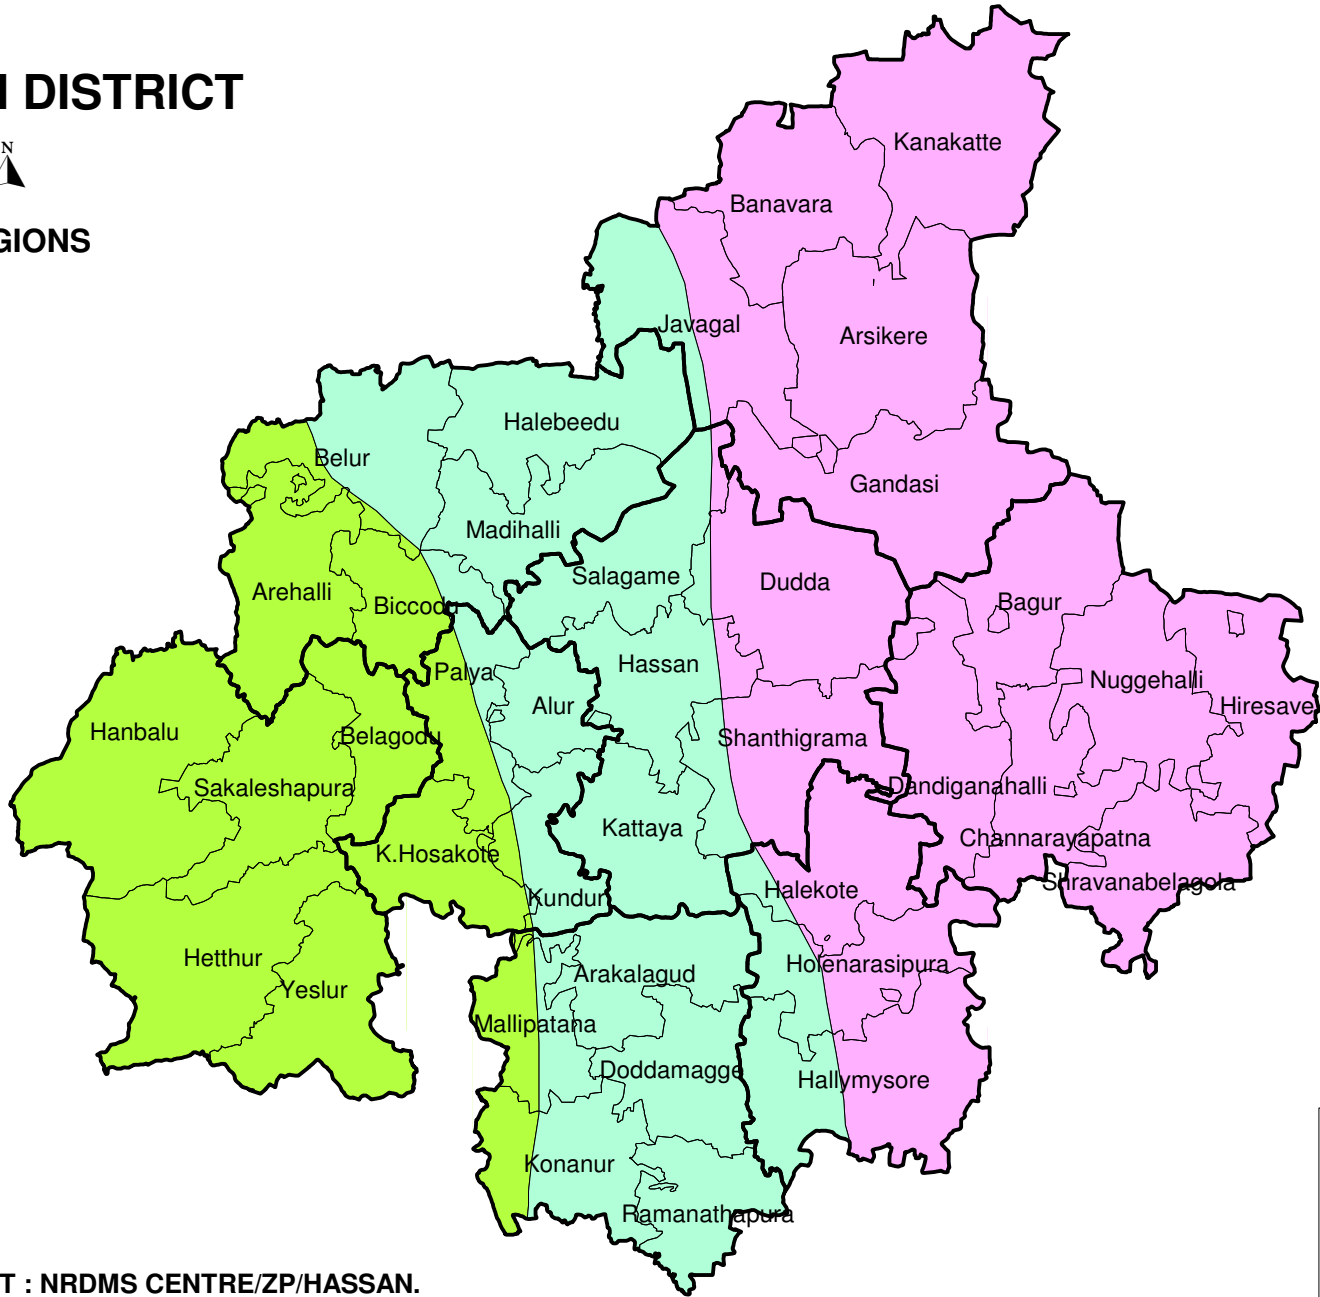 DISTRICT
N
GIONS
Kanakatte
Banavara
Javagal
Arsikere
Halebeedu
Belur
Gandasi
Madihalli
Salagame
Dudda
Arehalli
Biccodu
Bagur
Hassan
Palya
Nuggehalli
Alur
Hiresave
Hanbalu
Belagodu
Shanthigrama
Sakaleshapura
Dandiganahalli
Kattaya
Channarayapatna
K.Hosakote
Shravanabelagola
Halekote
Kundur
Hetthur
Holenarasipura
Arakalagud
Yeslur
Mallipatana
Doddamagge
Hallymysore
Konanur
Ramanathapura
T : NRDMS CENTRE/ZP/HASSAN.